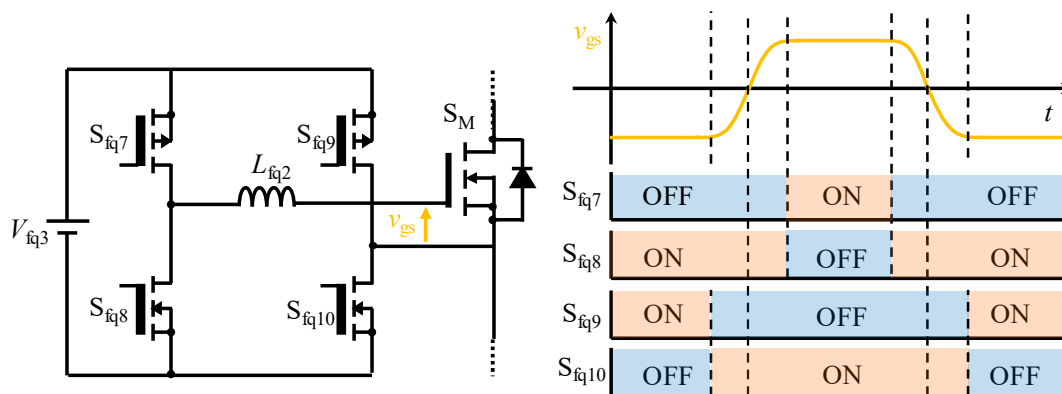 S_fq7
S_fq9
S_M
L_fq2
v_gs
V_fq3
S_fq8
S_fq10
v_gs
t
S_fq7 OFF ON OFF
S_fq8 ON OFF ON
S_fq9 ON OFF ON
S_fq10 OFF ON OFF